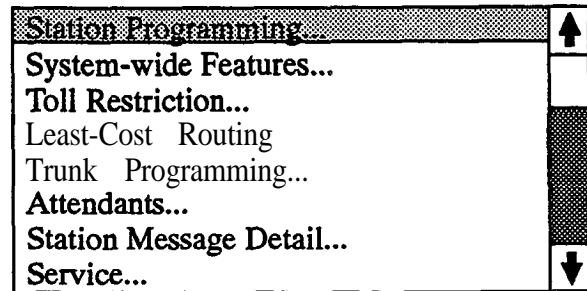 Station Programming...
System-wide Features...
Toll Restriction...
Least-Cost Routing
Trunk Programming...
Attendants...
Station Message Detail...
Service...